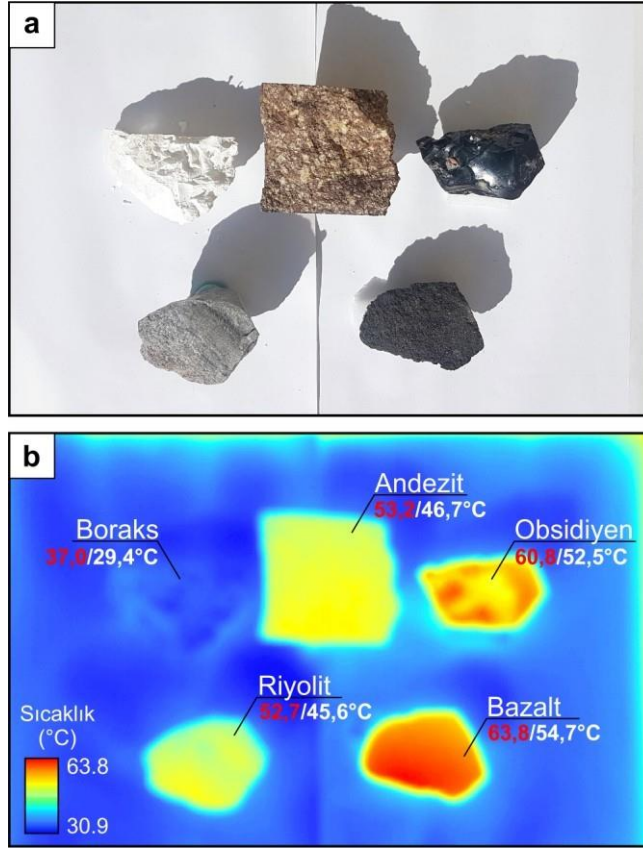 a
b
Andezit
53,2/46,7°C
Boraks
37,0/29,4°C
Obsidiyen
60,8/52,5°C
Riyolit
52,7/45,6°C
Bazalt
63,8/54,7°C
Sıcaklık
(°C)
63.8
30.9